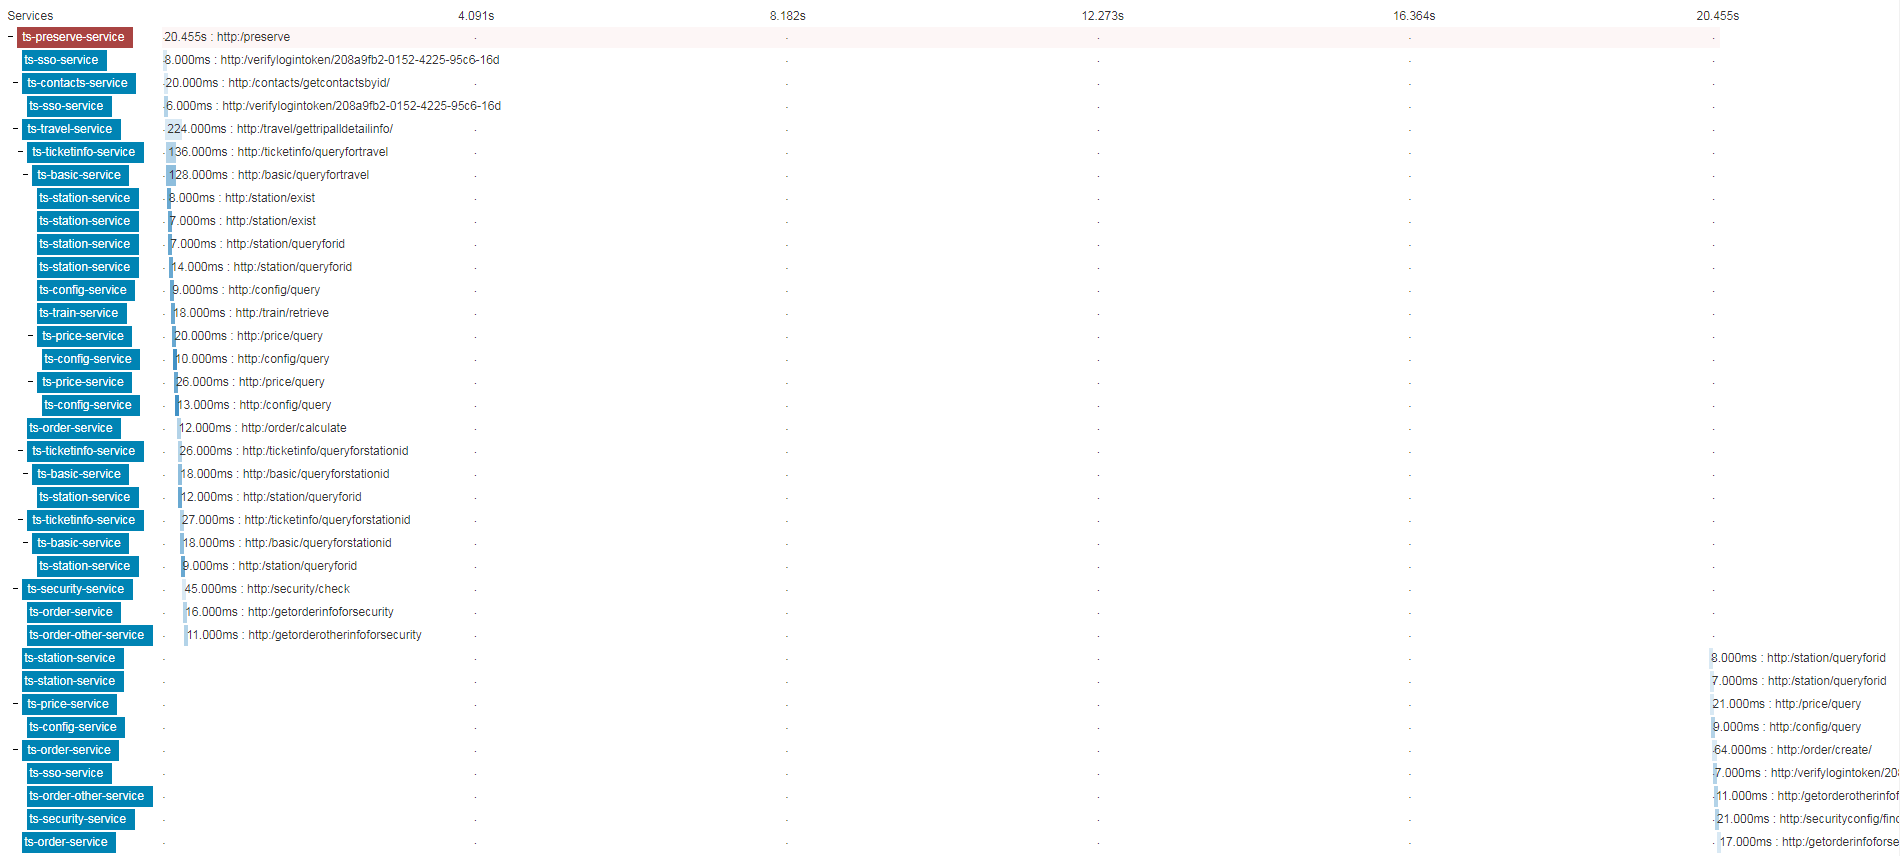 Services 4.091s 8.182s 12.273s 16.364s 20.455s
ts-preserve-service 20.455s : http:/preserve
ts-sso-service 8.000ms : http:/verifylogintoken/208a9fb2-0152-4225-95c6-16d
ts-contacts-service 20.000ms : http:/contacts/getcontactsbyid/
ts-sso-service 6.000ms : http:/verifylogintoken/208a9fb2-0152-4225-95c6-16d
ts-travel-service 224.000ms : http:/travel/gettripalldetailinfo/
ts-ticketinfo-service 136.000ms : http:/ticketinfo/queryfortravel
ts-basic-service 128.000ms : http:/basic/queryfortravel
ts-station-service 8.000ms : http:/station/exist
ts-station-service 7.000ms : http:/station/exist
ts-station-service 7.000ms : http:/station/queryforid
ts-station-service 14.000ms : http:/station/queryforid
ts-config-service 9.000ms : http:/config/query
ts-train-service 18.000ms : http:/train/retrieve
ts-price-service 20.000ms : http:/price/query
ts-config-service 10.000ms : http:/config/query
ts-price-service 26.000ms : http:/price/query
ts-config-service 13.000ms : http:/config/query
ts-order-service 12.000ms : http:/order/calculate
ts-ticketinfo-service 26.000ms : http:/ticketinfo/queryforstationid
ts-basic-service 18.000ms : http:/basic/queryforstationid
ts-station-service 12.000ms : http:/station/queryforid
ts-ticketinfo-service 27.000ms : http:/ticketinfo/queryforstationid
ts-basic-service 18.000ms : http:/basic/queryforstationid
ts-station-service 9.000ms : http:/station/queryforid
ts-security-service 45.000ms : http:/security/check
ts-order-service 16.000ms : http:/getorderinfoforsecurity
ts-order-other-service 11.000ms : http:/getorderotherinfoforsecurity
ts-station-service 8.000ms : http:/station/queryforid
ts-station-service 7.000ms : http:/station/queryforid
ts-price-service 21.000ms : http:/price/query
ts-config-service 9.000ms : http:/config/query
ts-order-service 64.000ms : http:/order/create/
ts-sso-service 7.000ms : http:/verifylogintoken/208
ts-order-other-service 11.000ms : http:/getorderotherinfof
ts-security-service 21.000ms : http:/securityconfig/find
ts-order-service 17.000ms : http:/getorderinfoforse